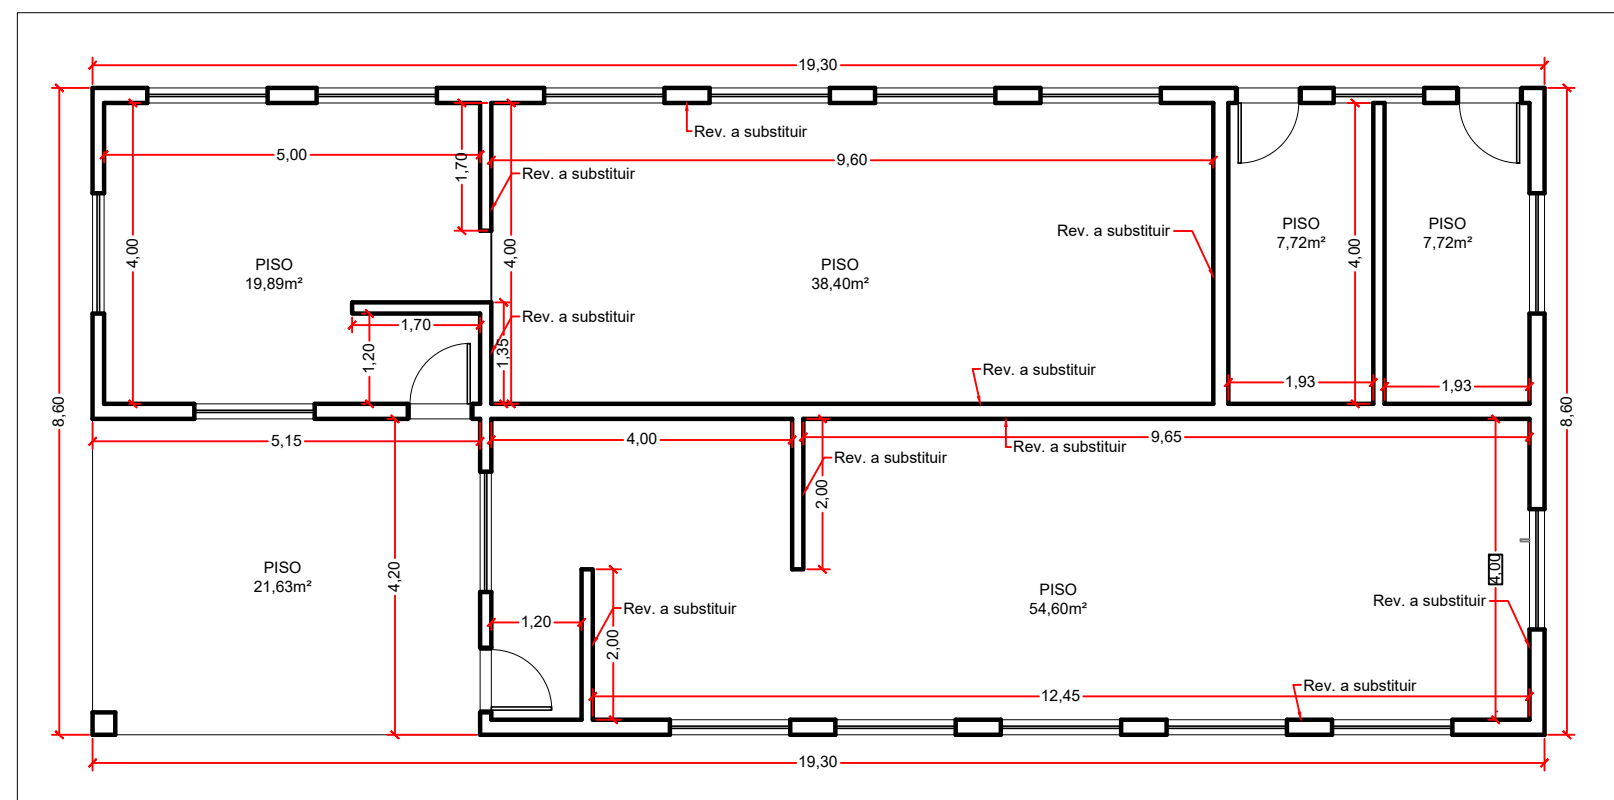 19,30
Rev. a substituir
5,00
1,70
9,60
Rev. a substituir
4,00
4,00
Rev. a substituir
4,00
PISO
7,72m²
PISO
7,72m²
PISO
19,89m²
PISO
38,40m²
Rev. a substituir
1,70
1,20
1,35
Rev. a substituir
1,93
1,93
8,60
8,60
5,15
4,00
9,65
Rev. a substituir
Rev. a substituir
2,00
4,20
PISO
21,63m²
4,00
PISO
54,60m²
Rev. a substituir
Rev. a substituir
1,20
2,00
Rev. a substituir
12,45
19,30